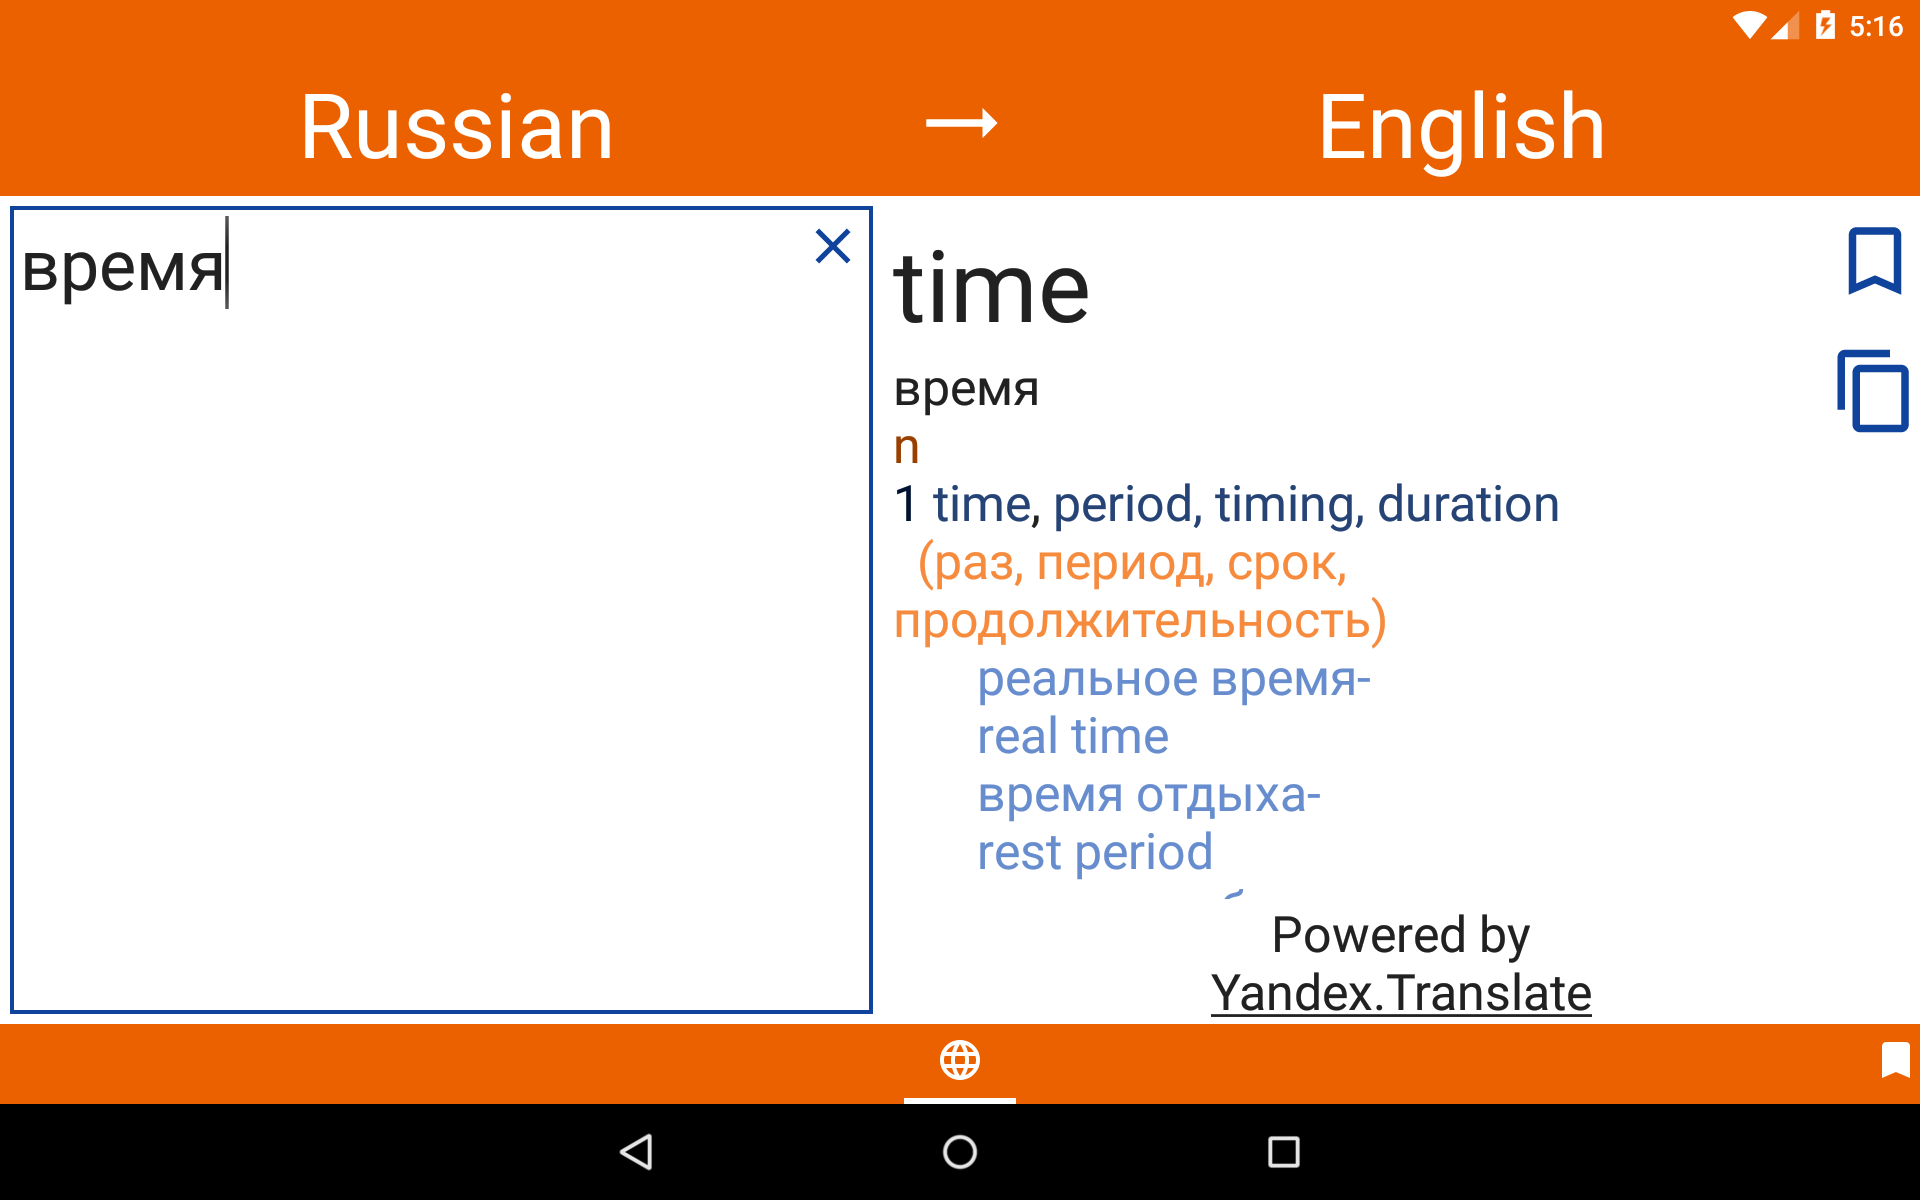 5:16
Russian → English
время
time
время
n
1 time, period, timing, duration
(раз, период, срок,
продолжительность)
реальное время-
real time
время отдыха-
rest period
Powered by
Yandex.Translate